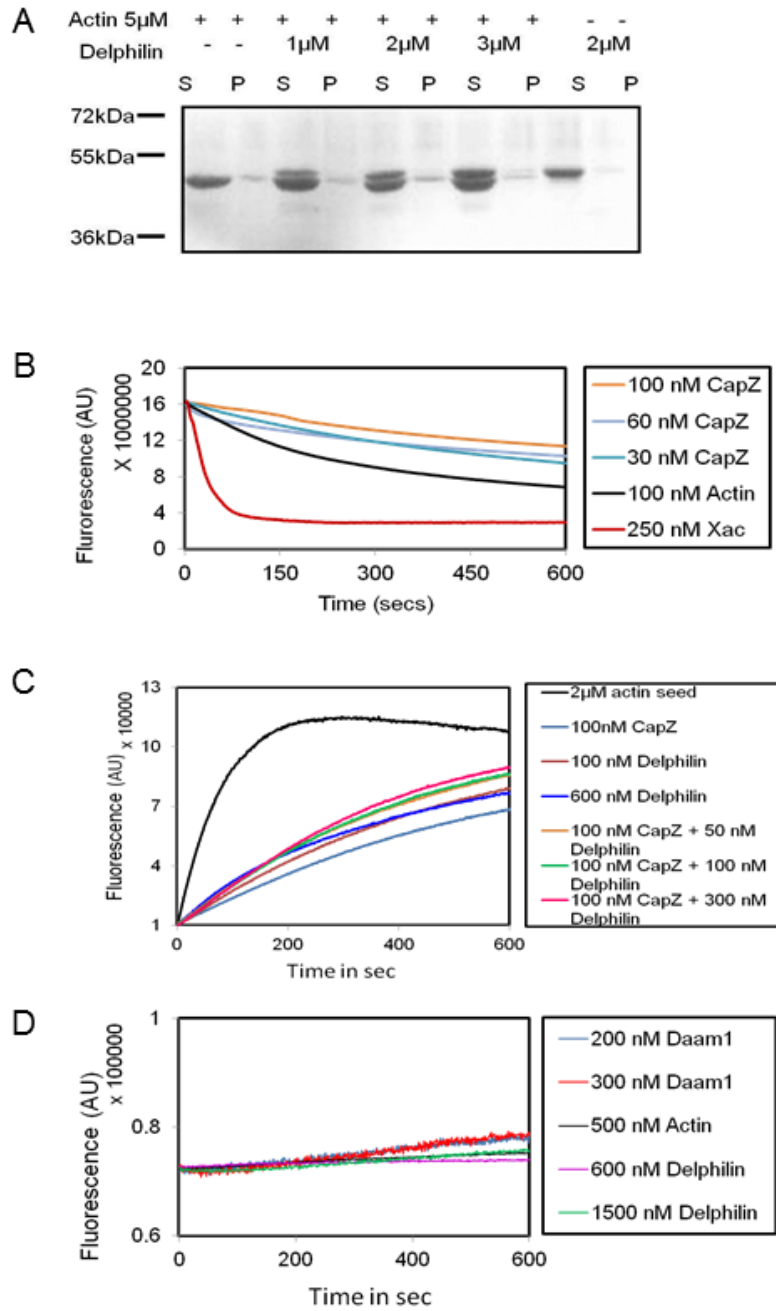 A
Actin 5μM + + + + + + + + - -
Delphilin - - 1μM 2μM 3μM 2μM
S P S P S P S P S P
72kDa
55kDa
36kDa
B
Flurorescence (AU)
X 1000000
20
16
12
8
4
0
0 150 300 450 600
Time (secs)
100 nM CapZ
60 nM CapZ
30 nM CapZ
100 nM Actin
250 nM Xac
C
Fluorescence (AU)
x 10000
13
10
7
4
1
0 200 400 600
Time in sec
2μM actin seed
100nM CapZ
100 nM Delphilin
600 nM Delphilin
100 nM CapZ + 50 nM
Delphilin
100 nM CapZ + 100 nM
Delphilin
100 nM CapZ + 300 nM
Delphilin
D
Fluorescence (AU)
x 100000
1
0.8
0.6
0 200 400 600
Time in sec
200 nM Daam1
300 nM Daam1
500 nM Actin
600 nM Delphilin
1500 nM Delphilin